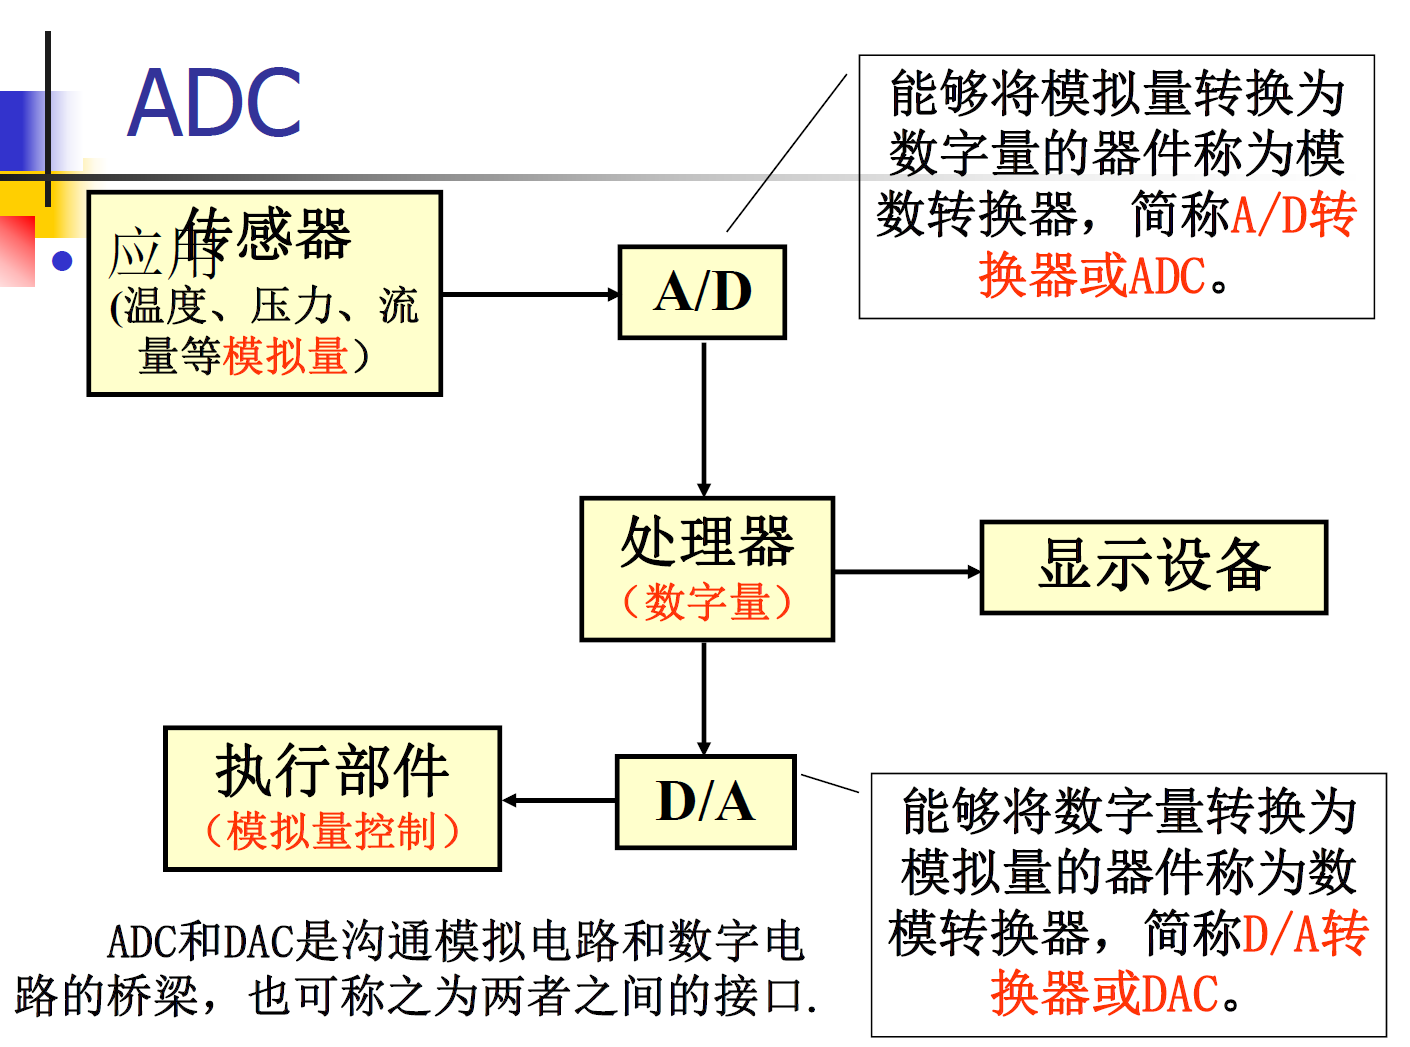 ADC
能够将模拟量转换为
数字量的器件称为模
数转换器，简称A/D转
换器或ADC。
传感器
应用
(温度、压力、流
量等模拟量）
A/D
处理器
（数字量）
显示设备
执行部件
（模拟量控制）
D/A
能够将数字量转换为
模拟量的器件称为数
模转换器，简称D/A转
换器或DAC。
ADC和DAC是沟通模拟电路和数字电
路的桥梁，也可称之为两者之间的接口.